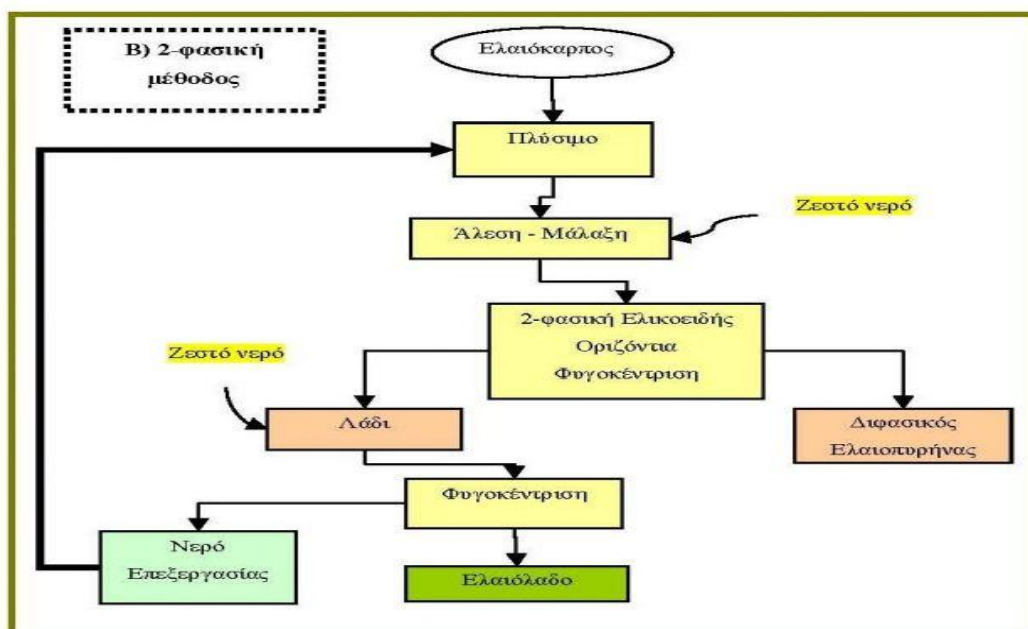 Β) 2-φασική
μέθοδος
Ελαιόκαρπος
Πλύσιμο
Ζεστό νερό
Άλεση - Μάλαξη
2-φασική Ελικοειδής
Οριζόντια
Φυγοκέντριση
Ζεστό νερό
Λάδι
Διφασικός
Ελαιοπυρήνας
Φυγοκέντριση
Νερό
Επεξεργασίας
Ελαιόλαδο